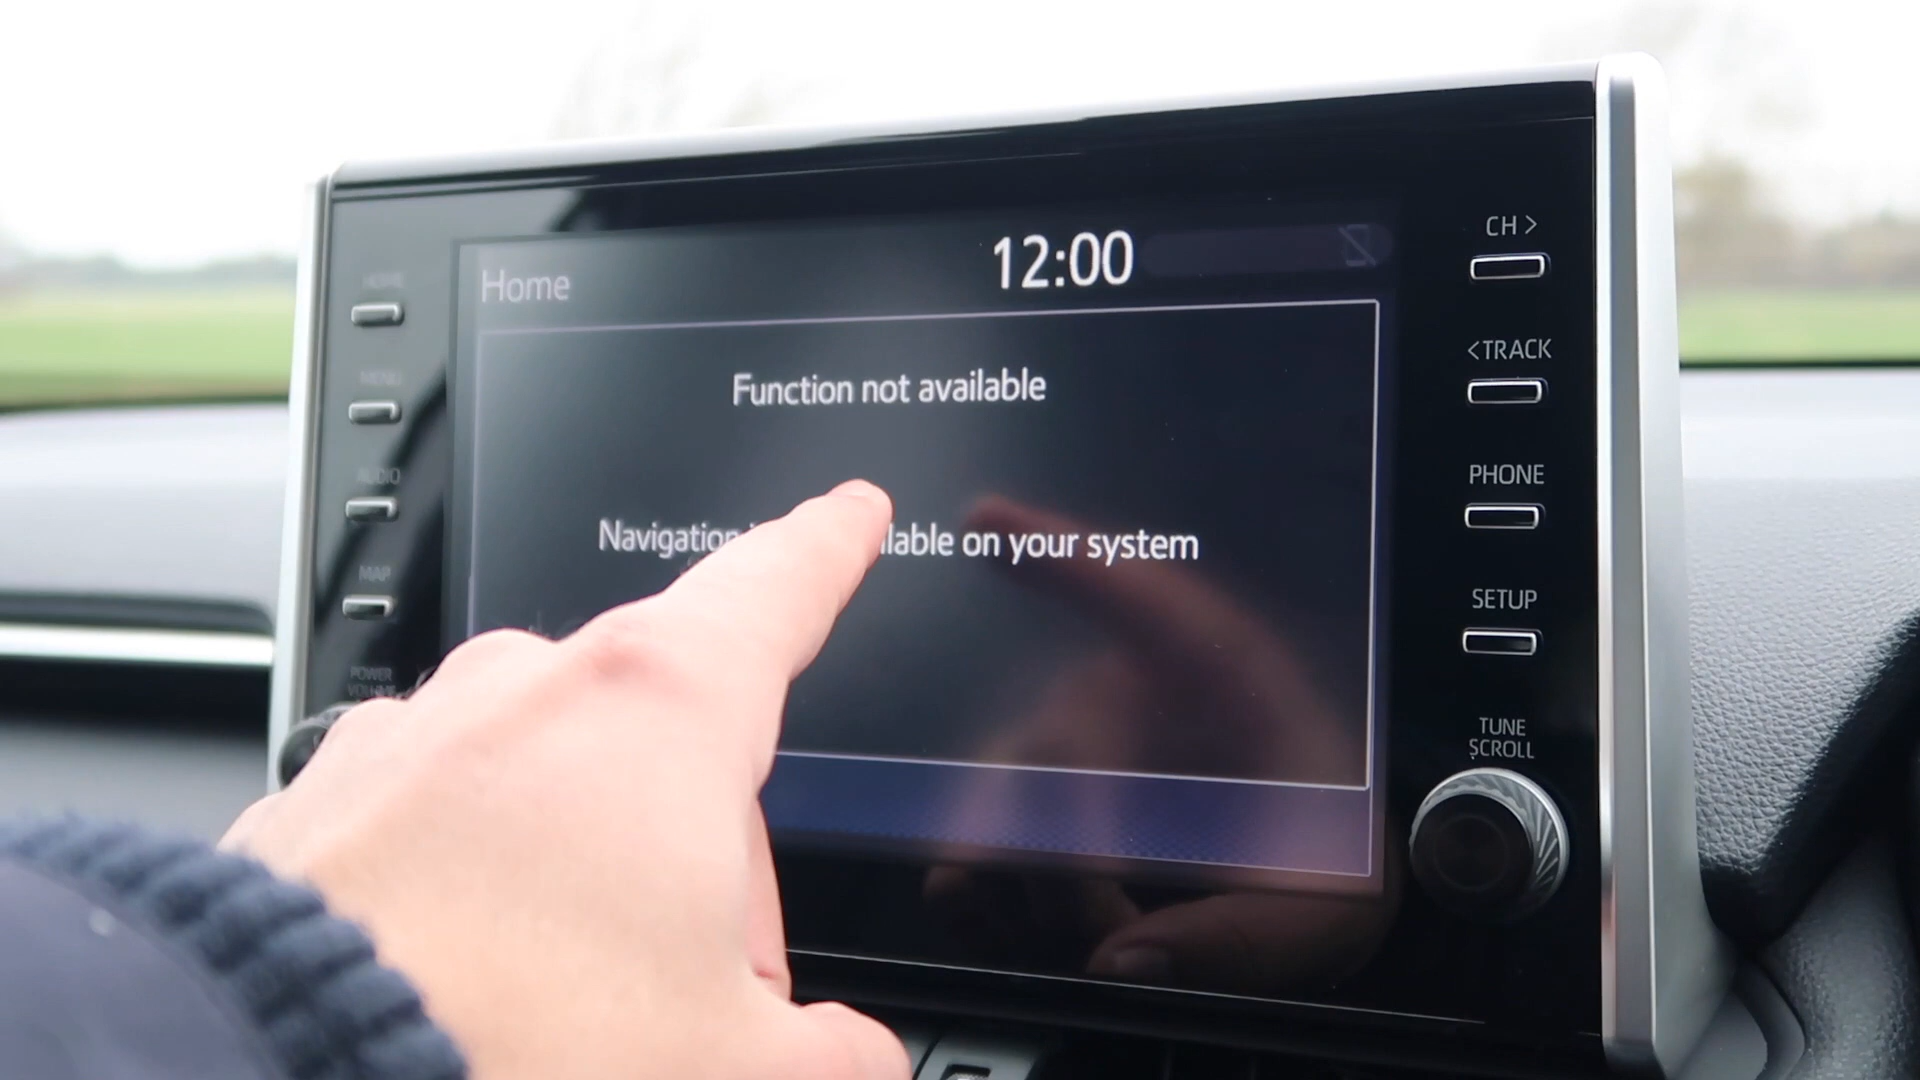 Home
12:00
Function not available
Navigation lable on your system
HOME
MENU
AUDIO
MAP
POWER
VOLUME
CH >
<TRACK
PHONE
SETUP
TUNE
SCROLL